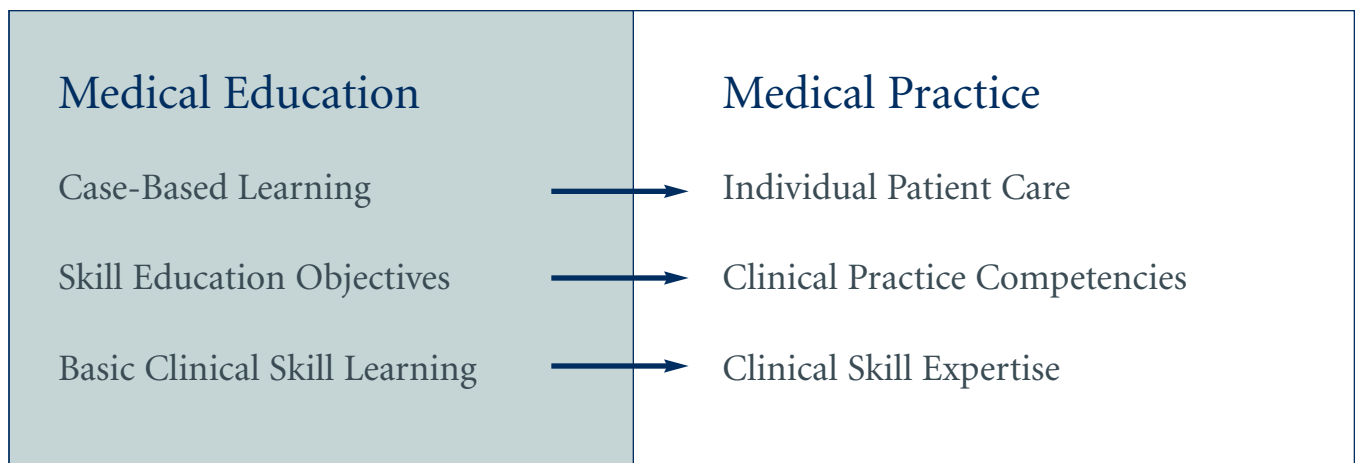 Medical Education
Medical Practice
Case-Based Learning
Individual Patient Care
Skill Education Objectives
Clinical Practice Competencies
Basic Clinical Skill Learning
Clinical Skill Expertise